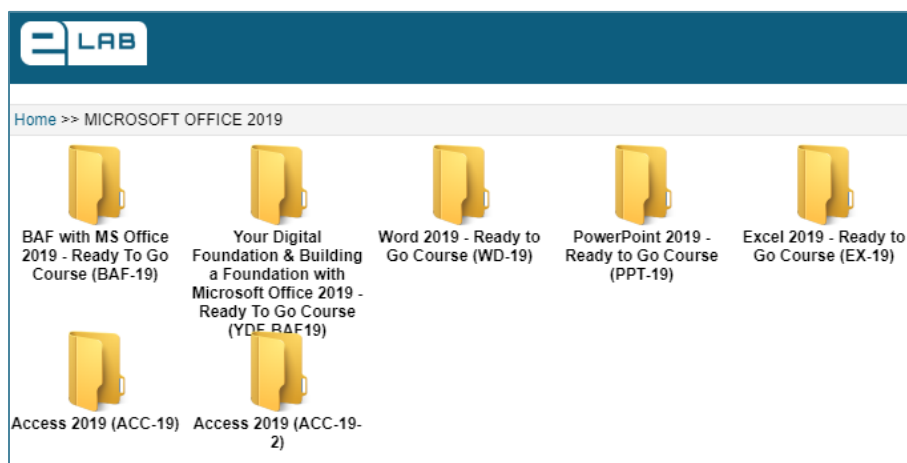 e LAB
Home >> MICROSOFT OFFICE 2019
BAF with MS Office
2019 - Ready To Go
Course (BAF-19)
Your Digital
Foundation & Building
a Foundation with
Microsoft Office 2019 -
Ready To Go Course
(YDF BAF19)
Word 2019 - Ready to
Go Course (WD-19)
PowerPoint 2019 -
Ready to Go Course
(PPT-19)
Excel 2019 - Ready to
Go Course (EX-19)
Access 2019 (ACC-19)
Access 2019 (ACC-19-
2)